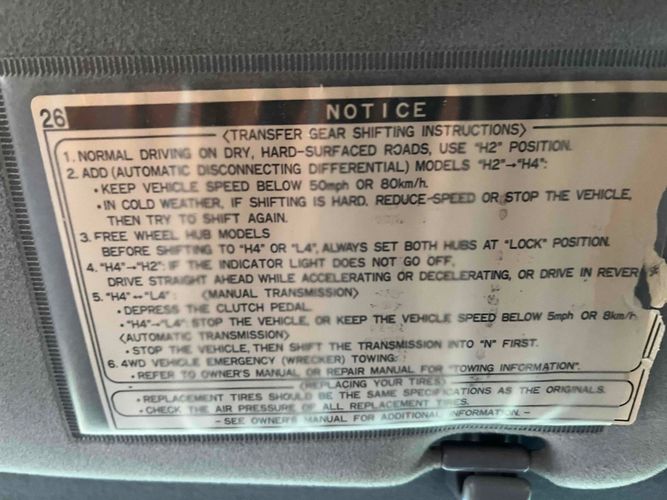 26
NOTICE
<TRANSFER GEAR SHIFTING INSTRUCTIONS>
1. NORMAL DRIVING ON DRY, HARD-SURFACED ROADS, USE "H2" POSITION.
2. ADD (AUTOMATIC DISCONNECTING DIFFERENTIAL) MODELS "H2"→"H4":
• KEEP VEHICLE SPEED BELOW 50mph OR 80km/h.
• IN COLD WEATHER, IF SHIFTING IS HARD, REDUCE SPEED OR STOP THE VEHICLE,
THEN TRY TO SHIFT AGAIN.
3. FREE WHEEL HUB MODELS
BEFORE SHIFTING TO "H4" OR "L4", ALWAYS SET BOTH HUBS AT "LOCK" POSITION.
4. "H4"→"H2": IF THE INDICATOR LIGHT DOES NOT GO OFF,
DRIVE STRAIGHT AHEAD WHILE ACCELERATING OR DECELERATING, OR DRIVE IN REVER
5. "H4"↔"L4": <MANUAL TRANSMISSION>
• DEPRESS THE CLUTCH PEDAL.
• "H4"→"L4": STOP THE VEHICLE, OR KEEP THE VEHICLE SPEED BELOW 5mph OR 8km/h.
<AUTOMATIC TRANSMISSION>
• STOP THE VEHICLE, THEN SHIFT THE TRANSMISSION INTO "N" FIRST.
6. 4WD VEHICLE EMERGENCY (WRECKER) TOWING:
• REFER TO OWNER'S MANUAL OR REPAIR MANUAL FOR "TOWING INFORMATION".
<REPLACING YOUR TIRES>
• REPLACEMENT TIRES SHOULD BE THE SAME SPECIFICATIONS AS THE ORIGINALS.
• CHECK THE AIR PRESSURE OF ALL REPLACEMENT TIRES.
- SEE OWNER'S MANUAL FOR ADDITIONAL INFORMATION. -